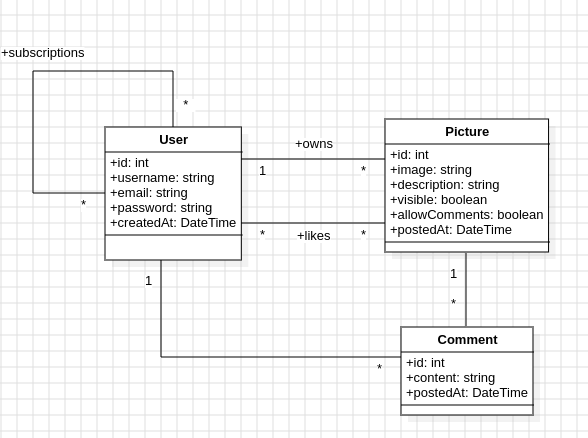 +subscriptions
*
*
User
+id: int
+username: string
+email: string
+password: string
+createdAt: DateTime
+owns
1
*
*
+likes
*
Picture
+id: int
+image: string
+description: string
+visible: boolean
+allowComments: boolean
+postedAt: DateTime
1
*
1
*
Comment
+id: int
+content: string
+postedAt: DateTime